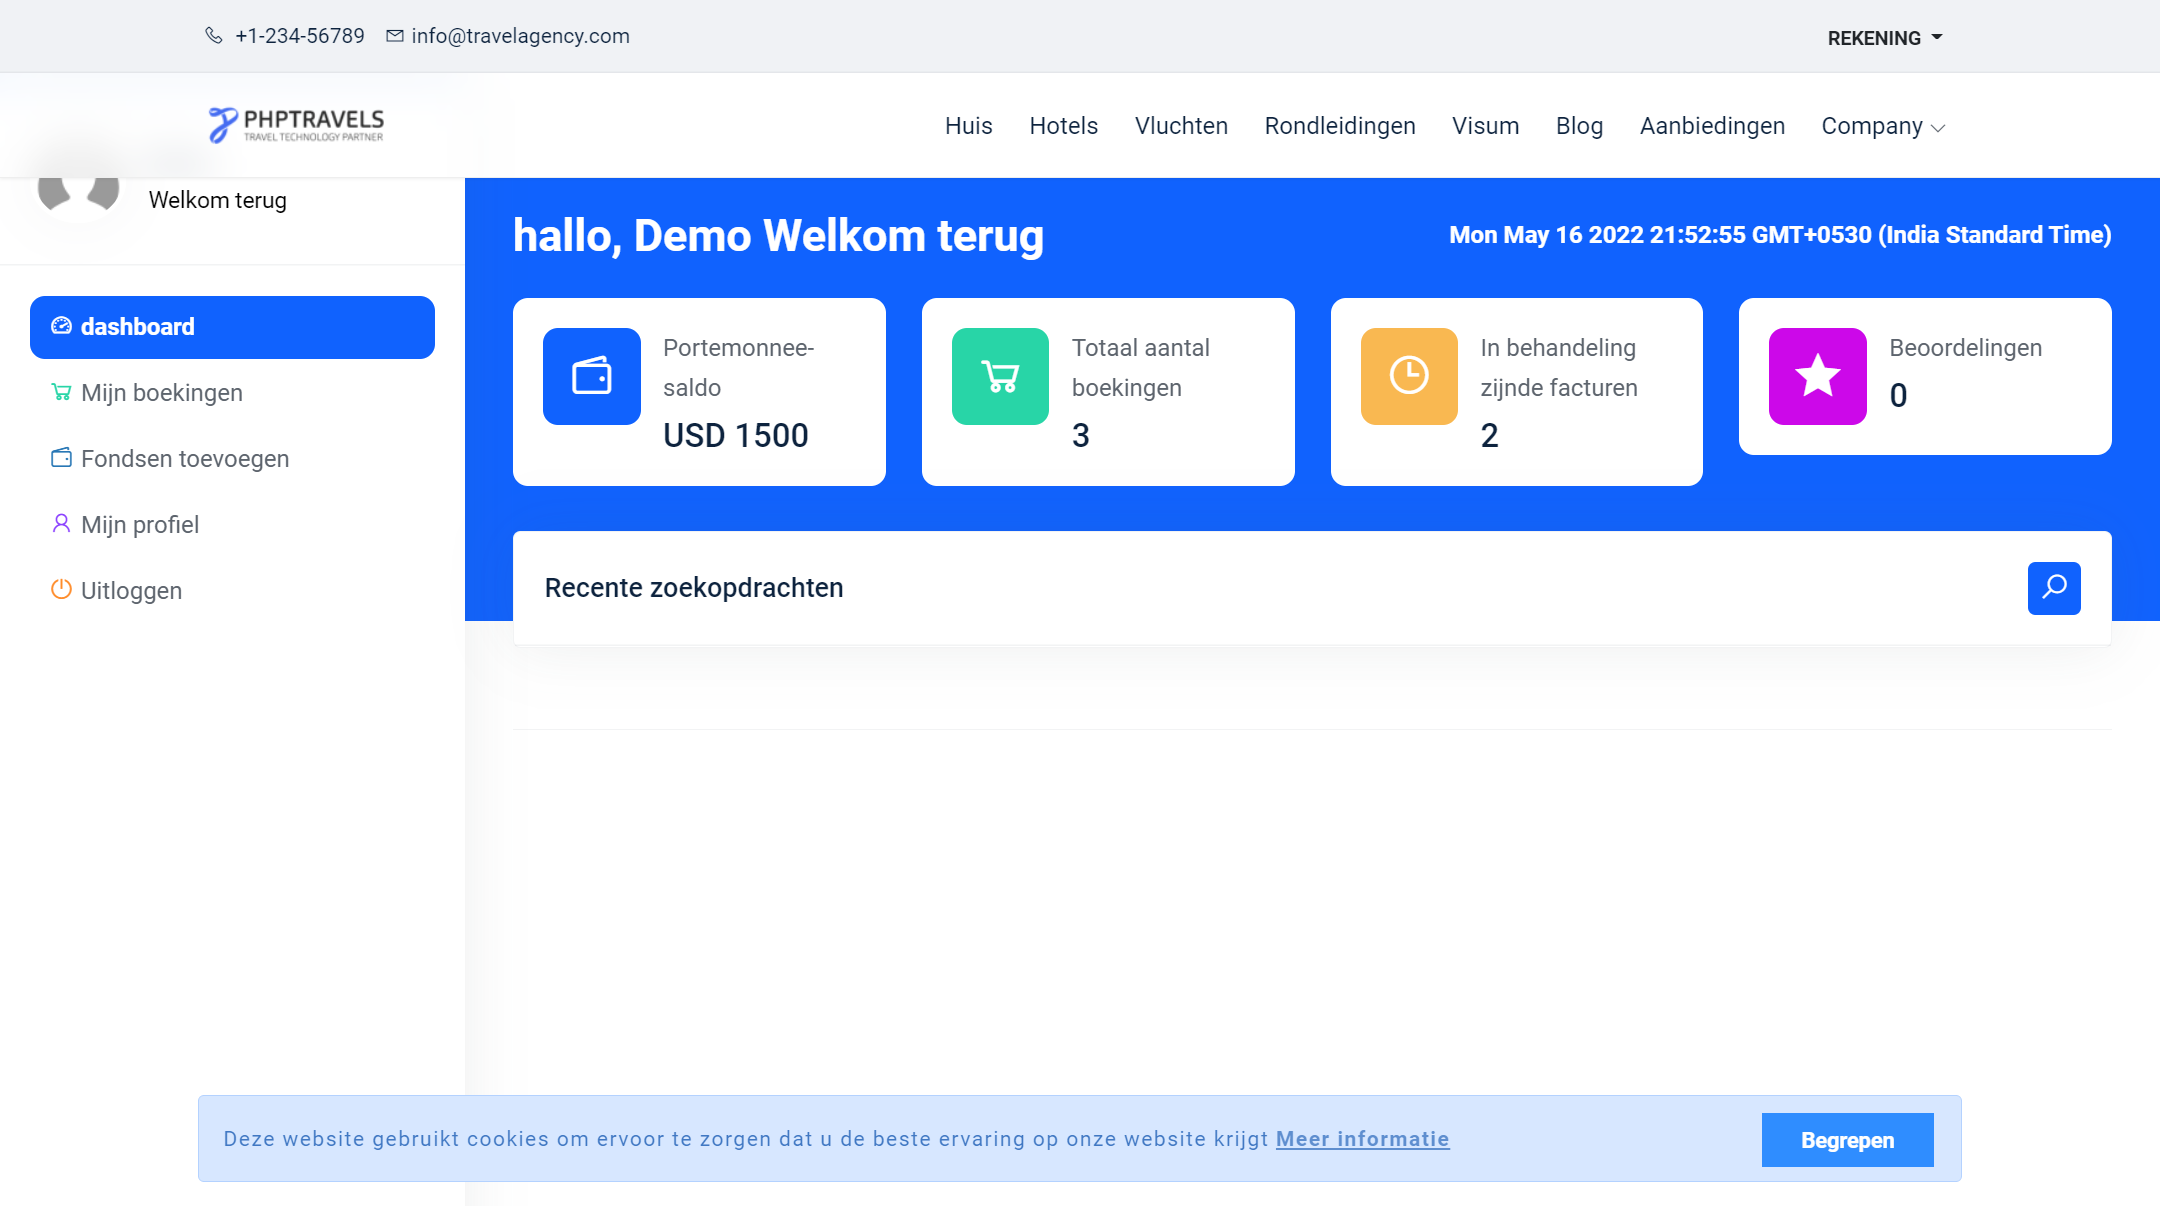 +1-234-56789 info@travelagency.com
REKENING
PHPTRAVELS
TRAVEL TECHNOLOGY PARTNER
Huis Hotels Vluchten Rondleidingen Visum Blog Aanbiedingen Company
Welkom terug
dashboard
Mijn boekingen
Fondsen toevoegen
Mijn profiel
Uitloggen
hallo, Demo Welkom terug
Mon May 16 2022 21:52:55 GMT+0530 (India Standard Time)
Portemonnee-
saldo
USD 1500
Totaal aantal
boekingen
3
In behandeling
zijnde facturen
2
Beoordelingen
0
Recente zoekopdrachten
Deze website gebruikt cookies om ervoor te zorgen dat u de beste ervaring op onze website krijgt Meer informatie
Begrepen